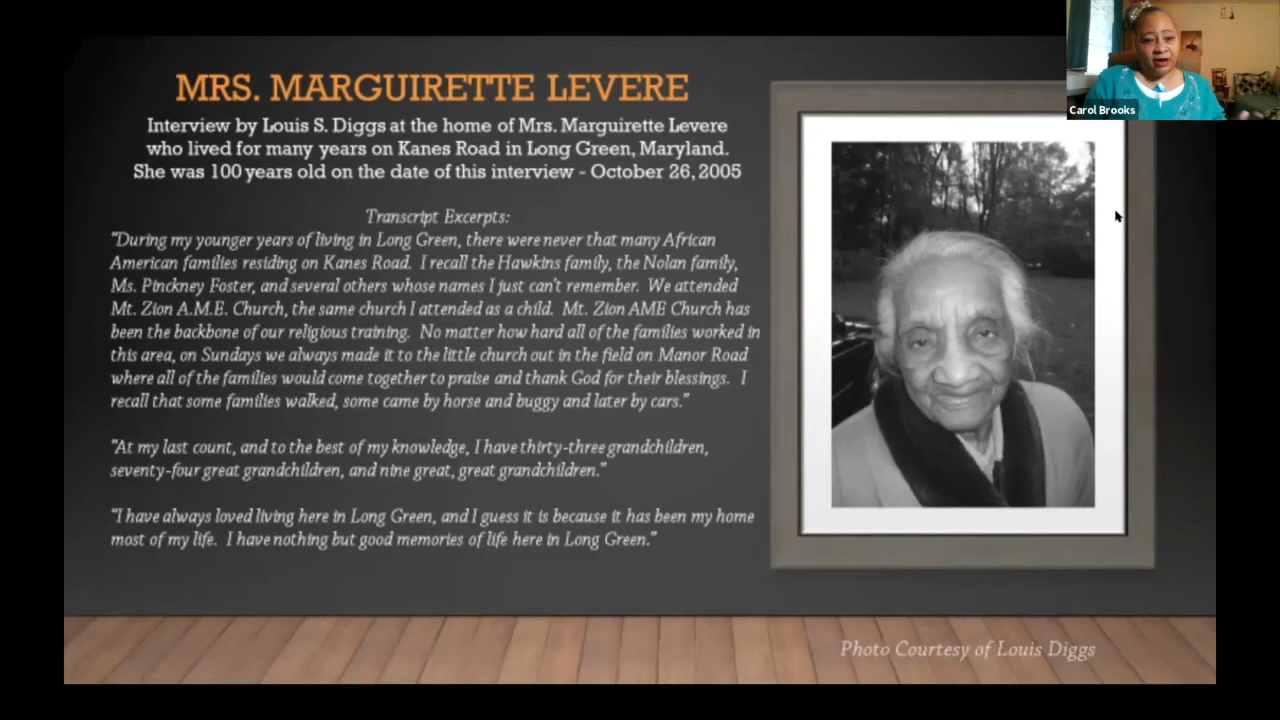 MRS. MARGUIRETTE LEVERE
Interview by Louis S. Diggs at the home of Mrs. Marguirette Levere
who lived for many years on Kanes Road in Long Green, Maryland.
She was 100 years old on the date of this interview - October 26, 2005
Transcript Excerpts:
"During my younger years of living in Long Green, there were never that many African
American families residing on Kanes Road.  I recall the Hawkins family, the Nolan family,
Ms. Pinckney Foster, and several others whose names I just can't remember.  We attended
Mt. Zion A.M.E. Church, the same church I attended as a child.  Mt. Zion AME Church has
been the backbone of our religious training.  No matter how hard all of the families worked in
this area, on Sundays we always made it to the little church out in the field on Manor Road
where all of the families would come together to praise and thank God for their blessings.  I
recall that some families walked, some came by horse and buggy and later by cars."
"At my last count, and to the best of my knowledge, I have thirty-three grandchildren,
seventy-four great grandchildren, and nine great, great grandchildren."
"I have always loved living here in Long Green, and I guess it is because it has been my home
most of my life.  I have nothing but good memories of life here in Long Green."
Photo Courtesy of Louis Diggs
Carol Brooks